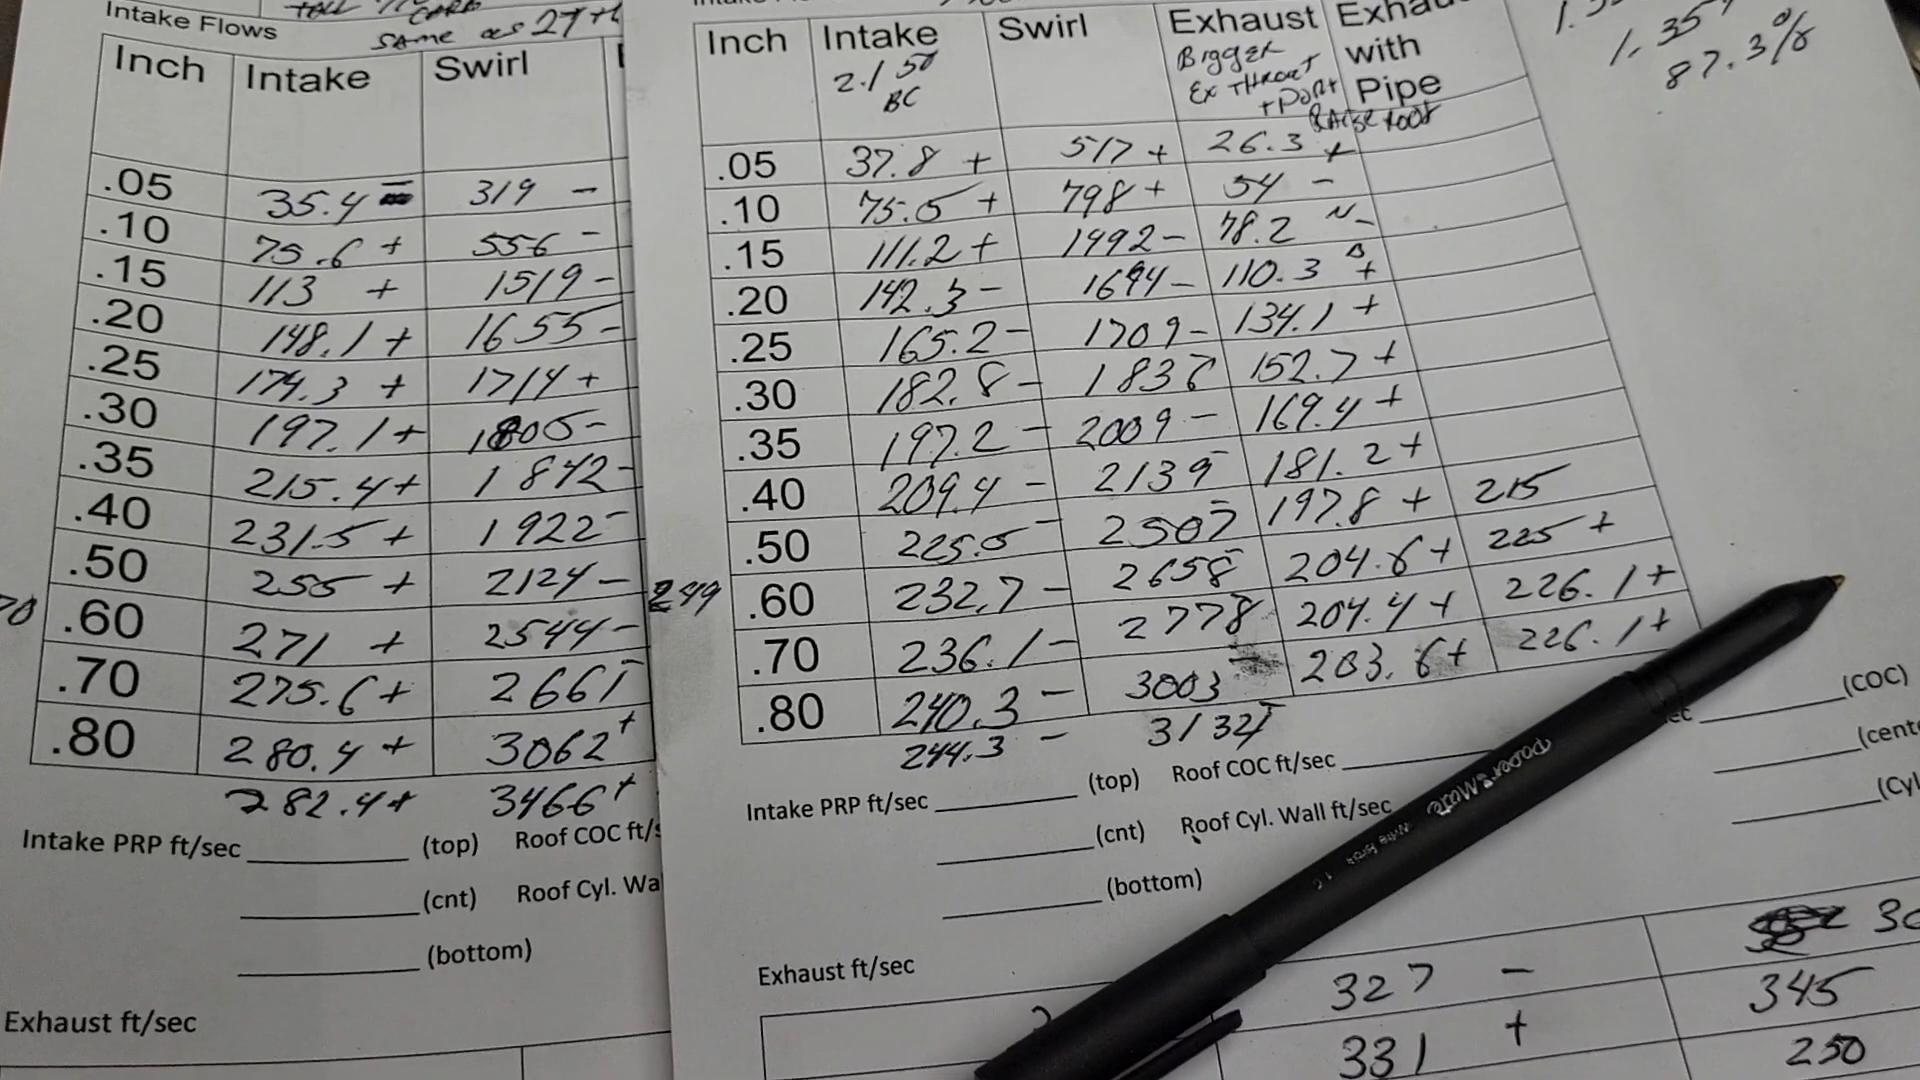 Intake Flows
TALL
CARB
SAME as 27th
Inch Intake Swirl
.05 35.4 - 319 -
.10 75.6 + 556 -
.15 113 + 1519 -
.20 148.1 + 1655 -
.25 174.3 + 1714 +
.30 197.1 + 1805 -
.35 215.4 + 1842 -
.40 231.5 + 1922 -
.50 255 + 2124 -
.60 271 + 2544 -
.70 275.6 + 2661 -
.80 280.4 + 3062 +
282.4 + 3466 +
Intake PRP ft/sec (top) Roof COC ft/s
(cnt) Roof Cyl. Wa
(bottom)
Exhaust ft/sec
Inch Intake Swirl Exhaust with Pipe
2.150
BC
Bigger
Ex Throat
+ Port
RAISE ROOF
1.35
87.3%
.05 37.8 + 517 + 26.3 +
.10 75.5 + 798 + 54 -
.15 111.2 + 1492 - 78.2 N -
.20 142.3 - 1694 - 110.3 B +
.25 165.2 - 1709 - 134.1 +
.30 182.8 - 1836 152.7 +
.35 197.2 - 2009 - 169.4 +
.40 209.4 - 2139 - 181.2 +
.50 225.5 - 2507 - 197.8 + 215
249 .60 232.7 - 2658 - 204.6 + 225 +
.70 236.1 - 2778 - 204.4 + 226.1 +
.80 240.3 - 3003 - 203.6 + 226.1 +
244.3 - 3132 -
Intake PRP ft/sec (top) Roof COC ft/sec (COC)
(cnt) Roof Cyl. Wall ft/sec
(bottom)
Exhaust ft/sec
327 -
331 + 345
250
PaperMate